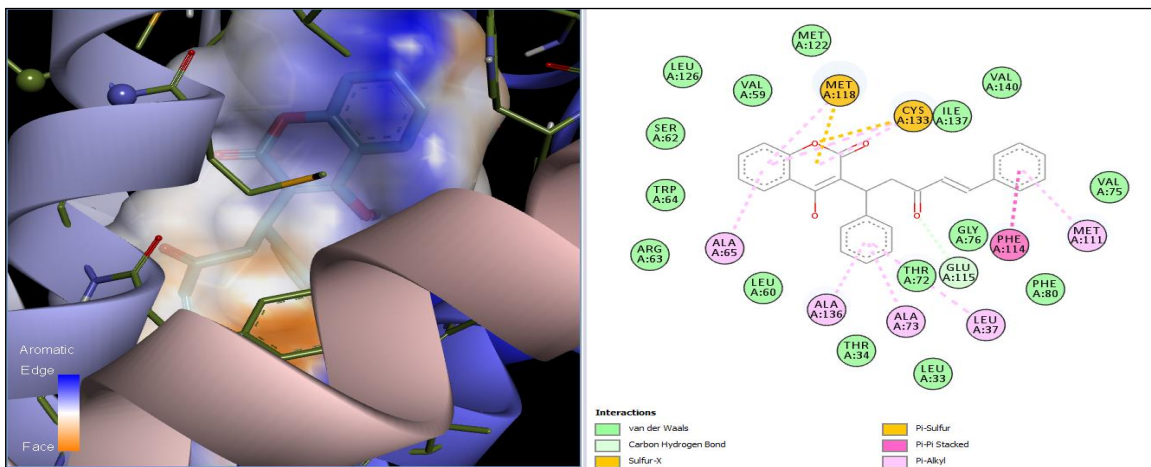 Aromatic
Edge
Face
MET
A:122
LEU
A:126
VAL
A:59
MET
A:118
CYS
A:133
ILE
A:137
VAL
A:140
SER
A:62
TRP
A:64
ARG
A:63
ALA
A:65
LEU
A:60
O
O
O
O
VAL
A:75
MET
A:111
PHE
A:114
GLY
A:76
GLU
A:115
THR
A:72
PHE
A:80
ALA
A:136
ALA
A:73
LEU
A:37
THR
A:34
LEU
A:33
Interactions
van der Waals
Carbon Hydrogen Bond
Sulfur-X
Pi-Sulfur
Pi-Pi Stacked
Pi-Alkyl